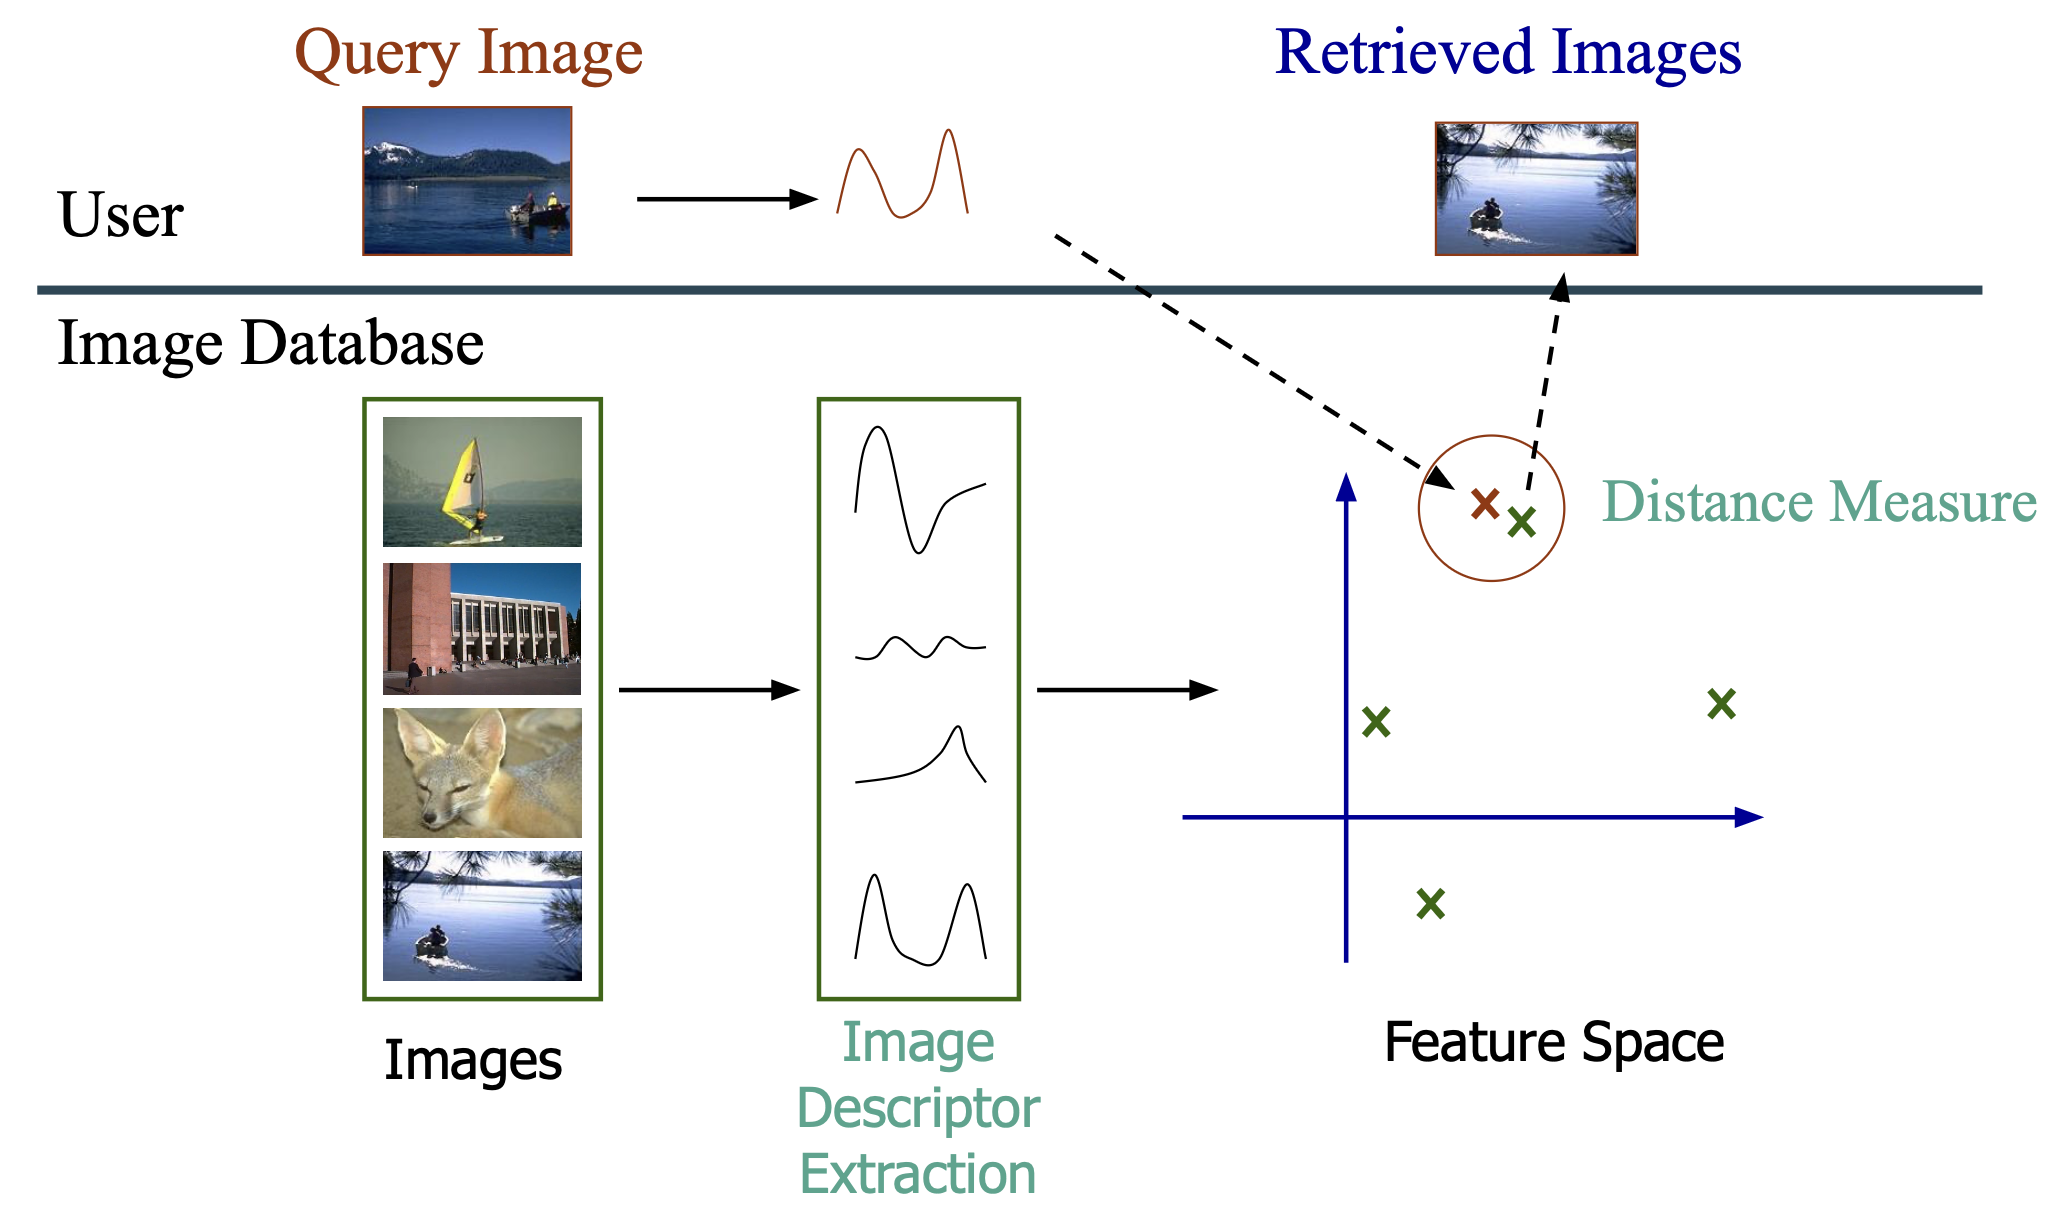 Query Image
Retrieved Images
User
Image Database
Distance Measure
Images
Image
Descriptor
Extraction
Feature Space